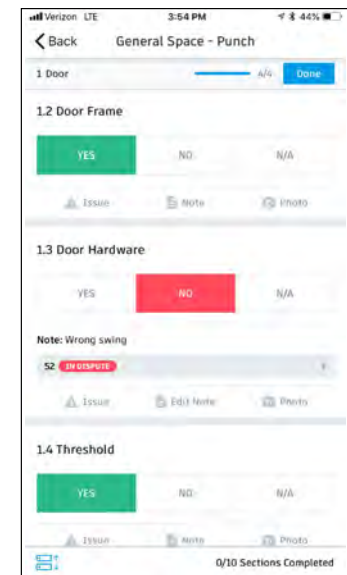 Verizon LTE 3:54 PM 44%
Back General Space - Punch
1 Door 4/4 Done
1.2 Door Frame
YES NO N/A
Issue Note Photo
1.3 Door Hardware
YES NO N/A
Note: Wrong swing
52 IN DISPUTE
Issue Edit Note Photo
1.4 Threshold
YES NO N/A
Issue Note Photo
0/10 Sections Completed